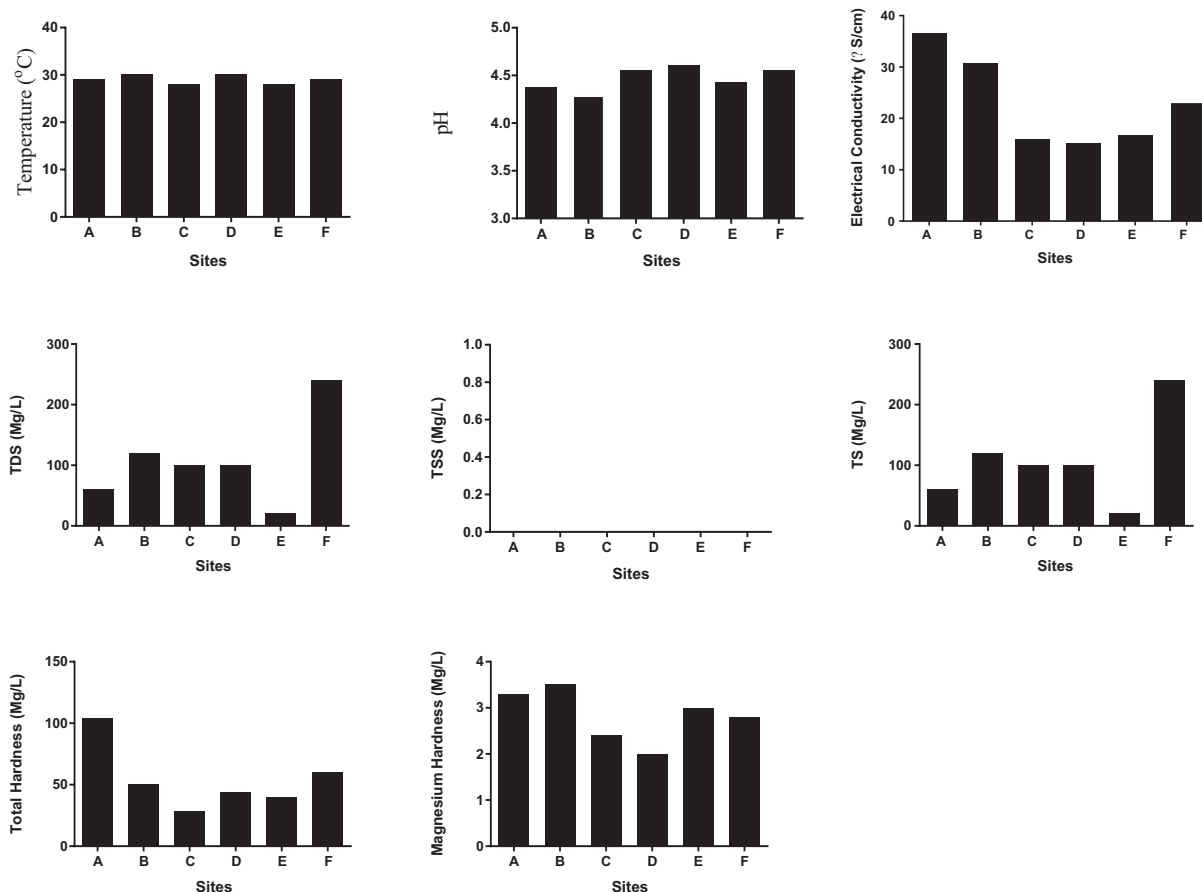 Temperature (°C)
40
30
20
10
0
A B C D E F
Sites
pH
5.0
4.5
4.0
3.5
3.0
A B C D E F
Sites
Electrical Conductivity (? S/cm)
40
30
20
10
0
A B C D E F
Sites
TDS (Mg/L)
300
200
100
0
A B C D E F
Sites
TSS (Mg/L)
1.0
0.8
0.6
0.4
0.2
0.0
A B C D E F
Sites
TS (Mg/L)
300
200
100
0
A B C D E F
Sites
Total Hardness (Mg/L)
150
100
50
0
A B C D E F
Sites
Magnesium Hardness (Mg/L)
4
3
2
1
0
A B C D E F
Sites